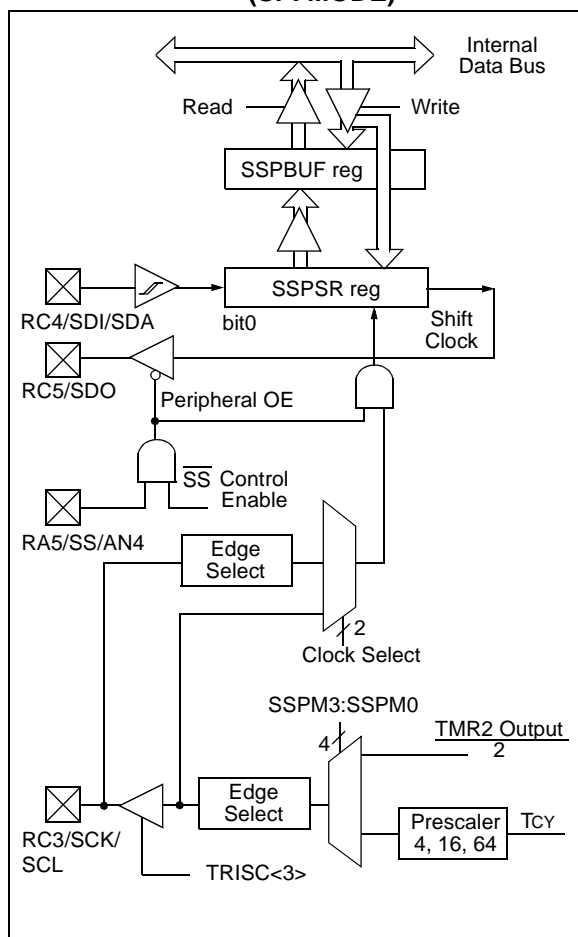 Internal
Data Bus
Read
Write
SSPBUF reg
SSPSR reg
RC4/SDI/SDA
bit0
Shift
Clock
RC5/SDO
Peripheral OE
SS Control
Enable
RA5/SS/AN4
Edge
Select
2
Clock Select
SSPM3:SSPM0
TMR2 Output
2
4
Edge
Select
Prescaler
4, 16, 64
TCY
RC3/SCK/
SCL
TRISC<3>